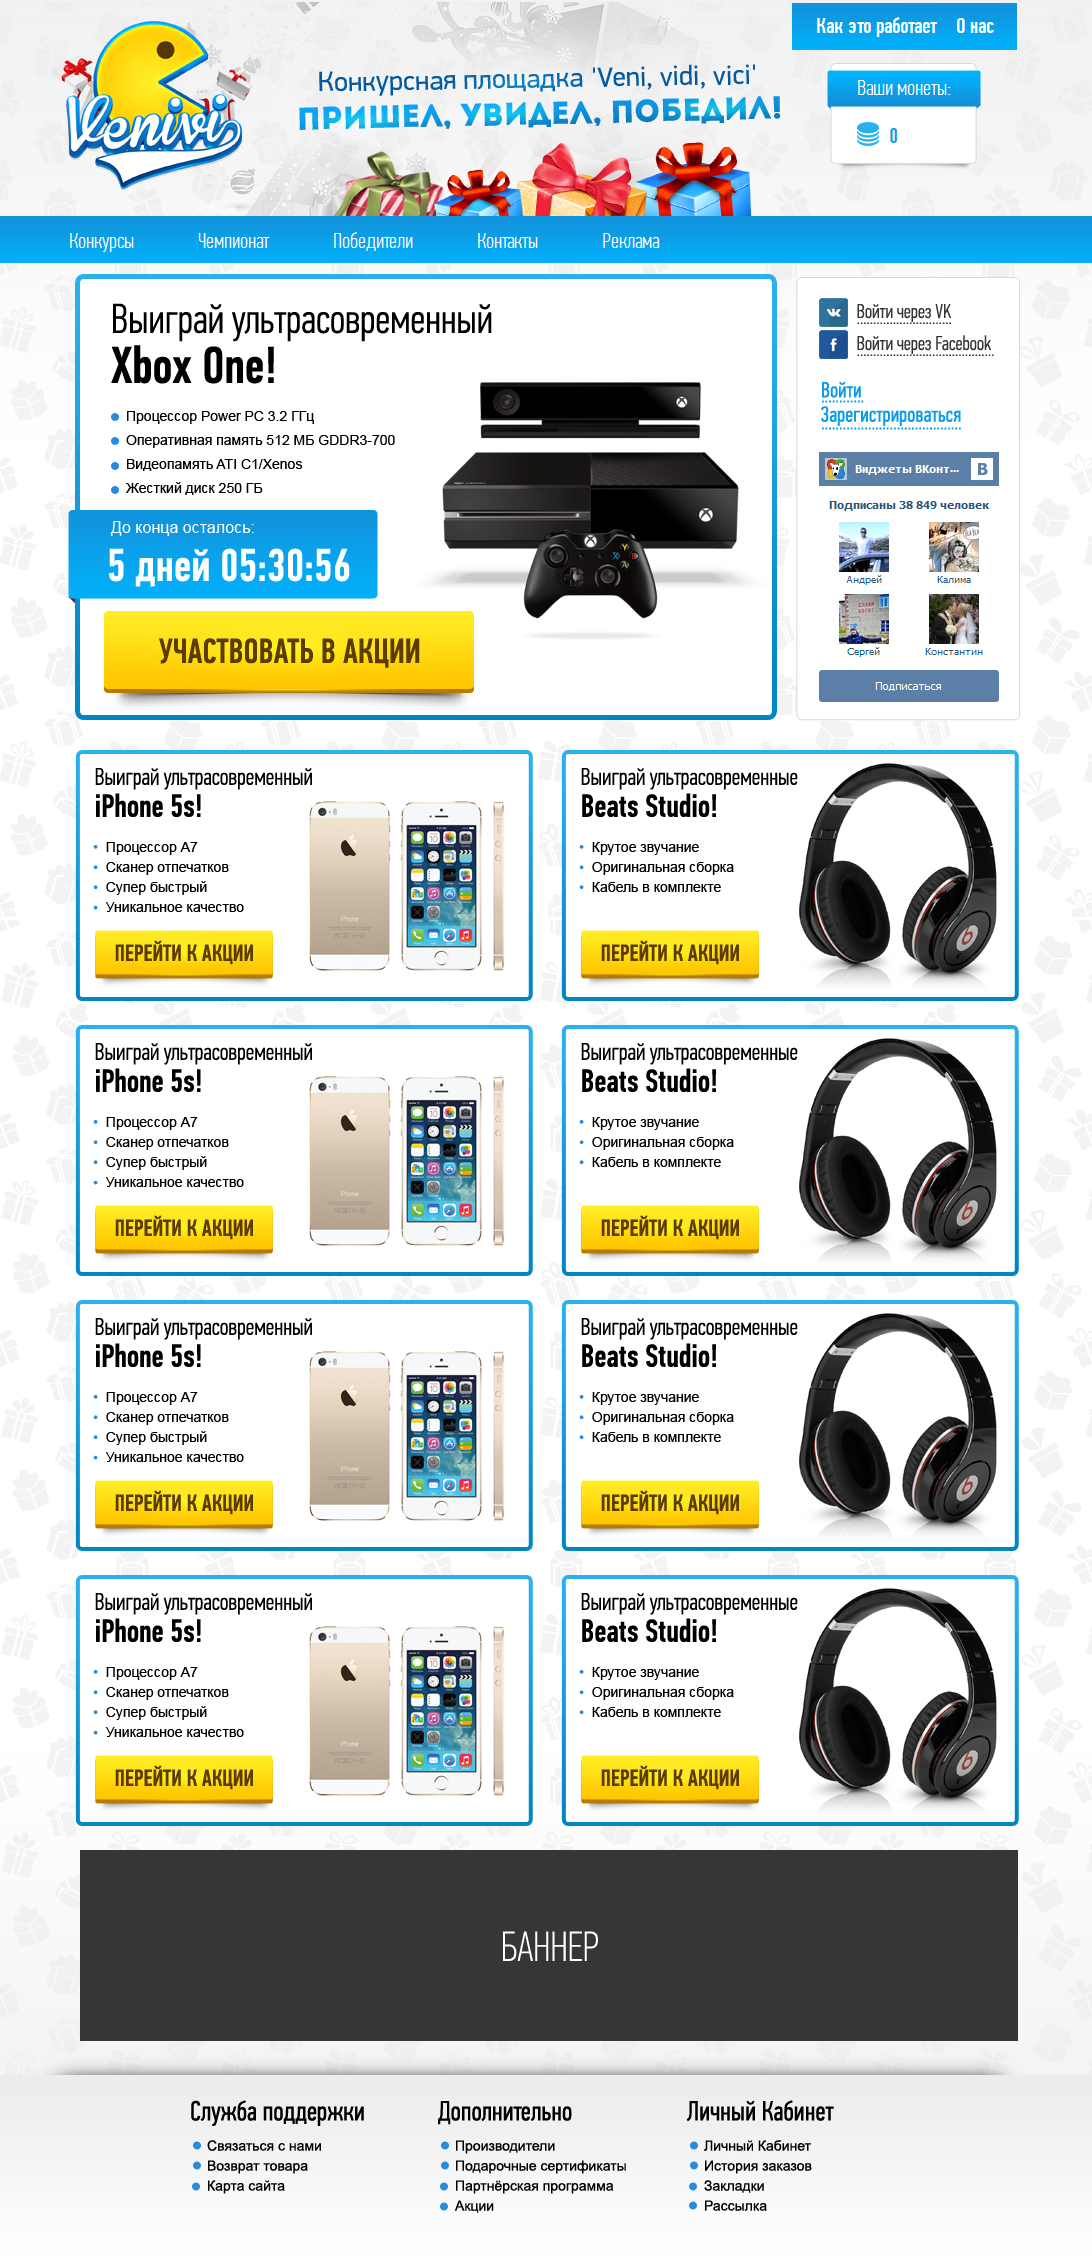 Как это работает О нас
Venivi
Конкурсная площадка 'Veni, vidi, vici'
ПРИШЕЛ, УВИДЕЛ, ПОБЕДИЛ!
Ваши монеты:
0
Конкурсы Чемпионат Победители Контакты Реклама
Выиграй ультрасовременный
Xbox One!
Процессор Power PC 3.2 ГГц
Оперативная память 512 МБ GDDR3-700
Видеопамять ATI C1/Xenos
Жесткий диск 250 ГБ
До конца осталось:
5 дней 05:30:56
УЧАСТВОВАТЬ В АКЦИИ
Войти через VK
Войти через Facebook
Войти
Зарегистрироваться
Виджеты ВКонт... B
Подписаны 38 849 человек
Андрей Калима
Сергей Константин
Подписаться
Выиграй ультрасовременный
iPhone 5s!
Процессор А7
Сканер отпечатков
Супер быстрый
Уникальное качество
ПЕРЕЙТИ К АКЦИИ
iPhone
Выиграй ультрасовременные
Beats Studio!
Крутое звучание
Оригинальная сборка
Кабель в комплекте
ПЕРЕЙТИ К АКЦИИ
Выиграй ультрасовременный
iPhone 5s!
Процессор А7
Сканер отпечатков
Супер быстрый
Уникальное качество
ПЕРЕЙТИ К АКЦИИ
iPhone
Выиграй ультрасовременные
Beats Studio!
Крутое звучание
Оригинальная сборка
Кабель в комплекте
ПЕРЕЙТИ К АКЦИИ
Выиграй ультрасовременный
iPhone 5s!
Процессор А7
Сканер отпечатков
Супер быстрый
Уникальное качество
ПЕРЕЙТИ К АКЦИИ
iPhone
Выиграй ультрасовременные
Beats Studio!
Крутое звучание
Оригинальная сборка
Кабель в комплекте
ПЕРЕЙТИ К АКЦИИ
Выиграй ультрасовременный
iPhone 5s!
Процессор А7
Сканер отпечатков
Супер быстрый
Уникальное качество
ПЕРЕЙТИ К АКЦИИ
iPhone
Выиграй ультрасовременные
Beats Studio!
Крутое звучание
Оригинальная сборка
Кабель в комплекте
ПЕРЕЙТИ К АКЦИИ
БАННЕР
Служба поддержки
Связаться с нами
Возврат товара
Карта сайта
Дополнительно
Производители
Подарочные сертификаты
Партнёрская программа
Акции
Личный Кабинет
Личный Кабинет
История заказов
Закладки
Рассылка